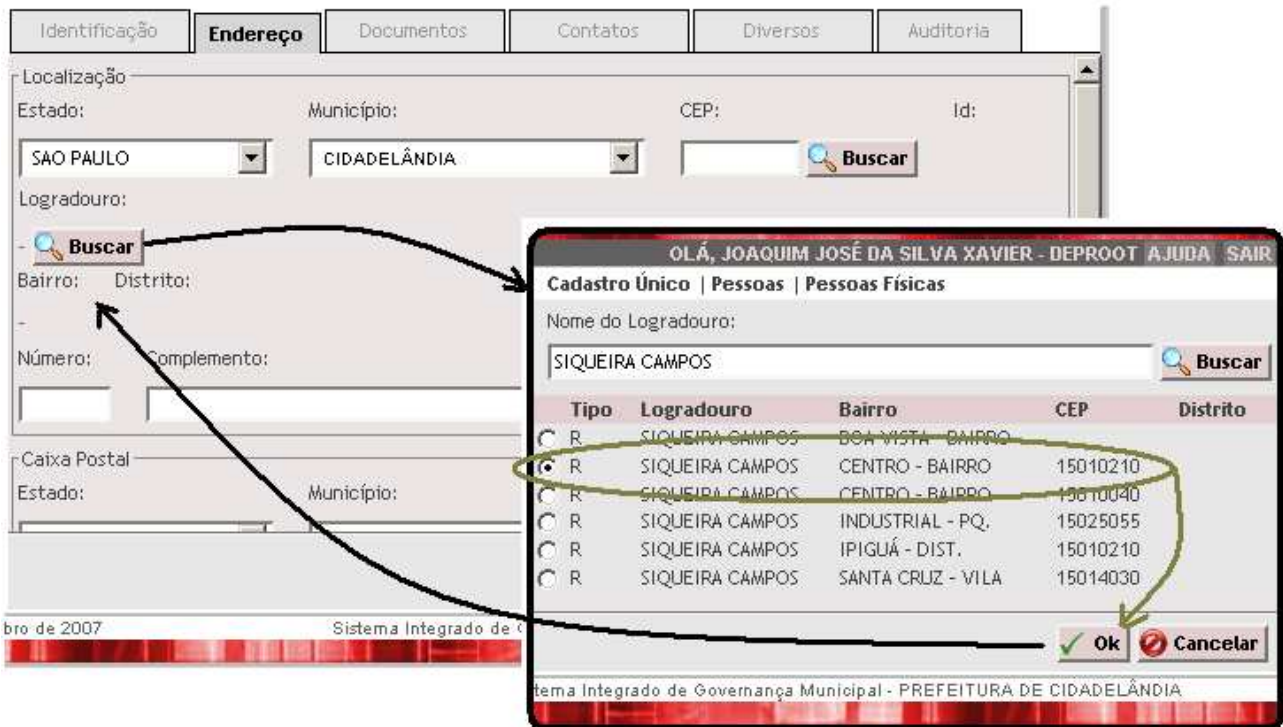 Identificação Endereço Documentos Contatos Diversos Auditoria
Localização
Estado: Município: CEP: Id:
SAO PAULO CIDADELÂNDIA Buscar
Logradouro:
- Buscar
Bairro: Distrito:
-
Número: Complemento:
Caixa Postal
Estado: Município:
bro de 2007 Sistema Integrado de
OLÁ, JOAQUIM JOSÉ DA SILVA XAVIER - DEPROOT AJUDA SAIR
Cadastro Único | Pessoas | Pessoas Físicas
Nome do Logradouro:
SIQUEIRA CAMPOS Buscar
Tipo Logradouro Bairro CEP Distrito
R SIQUEIRA CAMPOS BOA VISTA - BAIRRO
R SIQUEIRA CAMPOS CENTRO - BAIRRO 15010210
R SIQUEIRA CAMPOS CENTRO - BAIRRO 15010040
R SIQUEIRA CAMPOS INDUSTRIAL - PQ. 15025055
R SIQUEIRA CAMPOS IPIGUÁ - DIST. 15010210
R SIQUEIRA CAMPOS SANTA CRUZ - VILA 15014030
Ok Cancelar
tema Integrado de Governança Municipal - PREFEITURA DE CIDADELÂNDIA